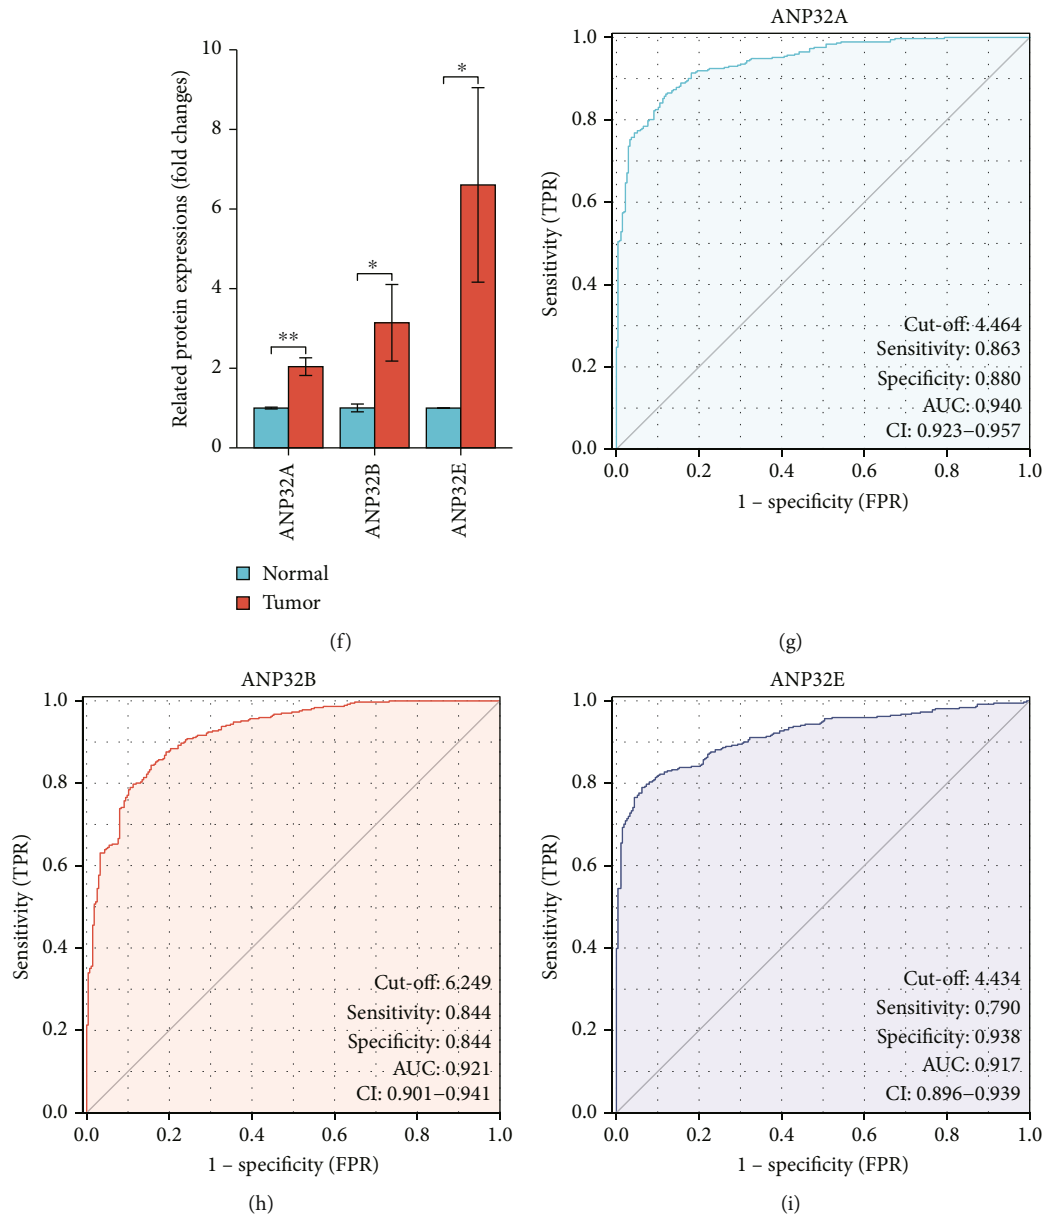 10
8
6
4
2
0
Related protein expressions (fold changes)
**
*
*
ANP32A
ANP32B
ANP32E
Normal
Tumor
(f)
ANP32A
1.0
0.8
0.6
0.4
0.2
0.0
Sensitivity (TPR)
Cut-off: 4.464
Sensitivity: 0.863
Specificity: 0.880
AUC: 0.940
CI: 0.923–0.957
0.0 0.2 0.4 0.6 0.8 1.0
1 – specificity (FPR)
(g)
ANP32B
1.0
0.8
0.6
0.4
0.2
0.0
Sensitivity (TPR)
Cut-off: 6.249
Sensitivity: 0.844
Specificity: 0.844
AUC: 0.921
CI: 0.901–0.941
0.0 0.2 0.4 0.6 0.8 1.0
1 – specificity (FPR)
(h)
ANP32E
1.0
0.8
0.6
0.4
0.2
0.0
Sensitivity (TPR)
Cut-off: 4.434
Sensitivity: 0.790
Specificity: 0.938
AUC: 0.917
CI: 0.896–0.939
0.0 0.2 0.4 0.6 0.8 1.0
1 – specificity (FPR)
(i)